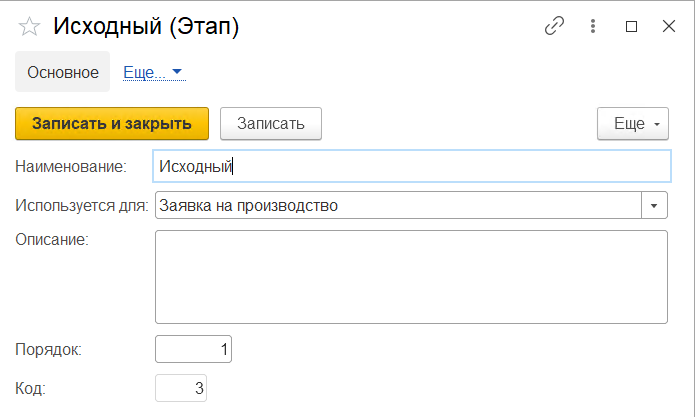 Исходный (Этап)
Основное Еще...
Записать и закрыть Записать Еще
Наименование: Исходный
Используется для: Заявка на производство
Описание:
Порядок: 1
Код: 3